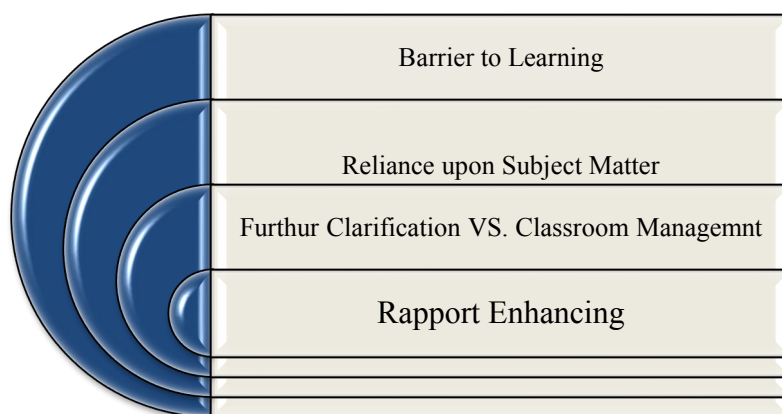 Barrier to Learning
Reliance upon Subject Matter
Furthur Clarification VS. Classroom Managemnt
Rapport Enhancing